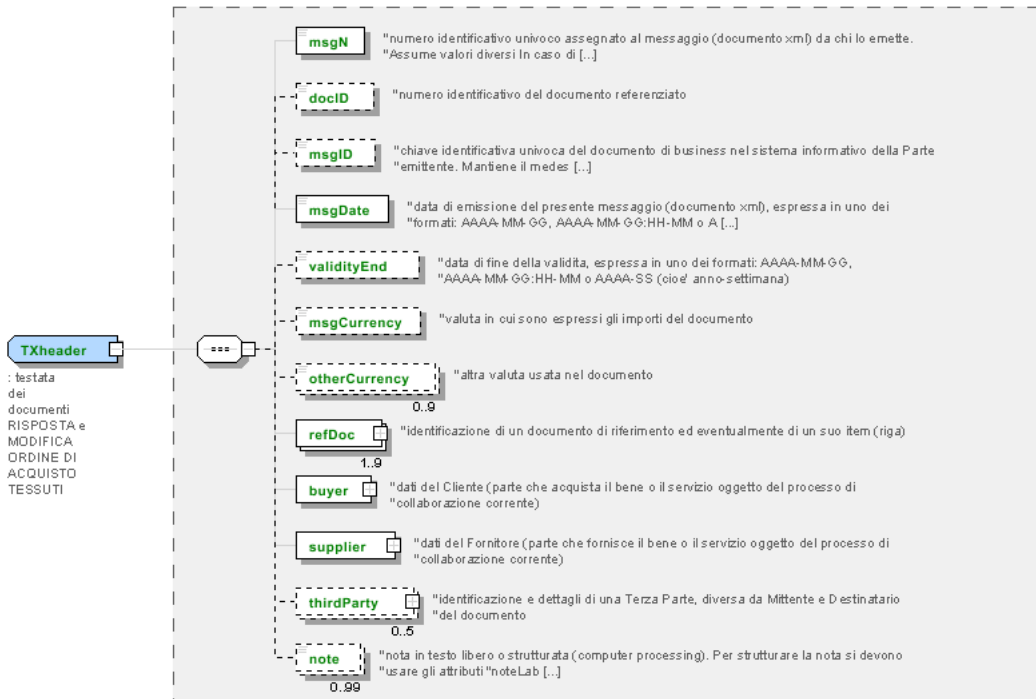 msgN
"numero identificativo univoco assegnato al messaggio (documento xml) da chi lo emette.
"Assume valori diversi In caso di [...]
docID
"numero identificativo del documento referenziato
msgID
"chiave identificativa univoca del documento di business nel sistema informativo della Parte
"emittente. Mantiene il medes [...]
msgDate
"data di emissione del presente messaggio (documento xml), espressa in uno dei
"formati: AAAA-MM-GG, AAAA-MM-GG:HH-MM o A [...]
validityEnd
"data di fine della validita, espressa in uno dei formati: AAAA-MM-GG,
"AAAA-MM-GG:HH-MM o AAAA-SS (cioe' anno-settimana)
msgCurrency
"valuta in cui sono espressi gli importi del documento
TXheader
: testata
dei
documenti
RISPOSTA e
MODIFICA
ORDINE DI
ACQUISTO
TESSUTI
otherCurrency
"altra valuta usata nel documento
0..9
refDoc
"identificazione di un documento di riferimento ed eventualmente di un suo item (riga)
1..9
buyer
"dati del Cliente (parte che acquista il bene o il servizio oggetto del processo di
"collaborazione corrente)
supplier
"dati del Fornitore (parte che fornisce il bene o il servizio oggetto del processo di
"collaborazione corrente)
thirdParty
"identificazione e dettagli di una Terza Parte, diversa da Mittente e Destinatario
"del documento
0..5
note
"nota in testo libero o strutturata (computer processing). Per strutturare la nota si devono
"usare gli attributi "noteLab [...]
0..99